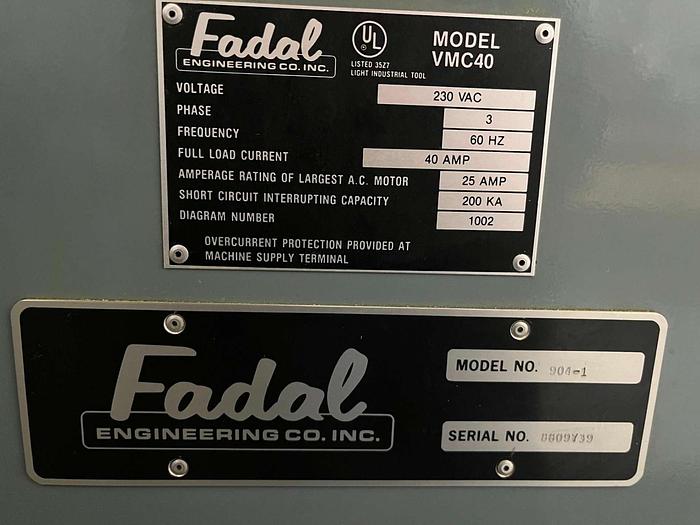 Fadal
ENGINEERING CO. INC.
UL
LISTED 35Z7
LIGHT INDUSTRIAL TOOL
MODEL
VMC40
VOLTAGE 230 VAC
PHASE 3
FREQUENCY 60 HZ
FULL LOAD CURRENT 40 AMP
AMPERAGE RATING OF LARGEST A.C. MOTOR 25 AMP
SHORT CIRCUIT INTERRUPTING CAPACITY 200 KA
DIAGRAM NUMBER 1002
OVERCURRENT PROTECTION PROVIDED AT
MACHINE SUPPLY TERMINAL
Fadal
ENGINEERING CO. INC.
MODEL NO. 904-1
SERIAL NO. 8809739